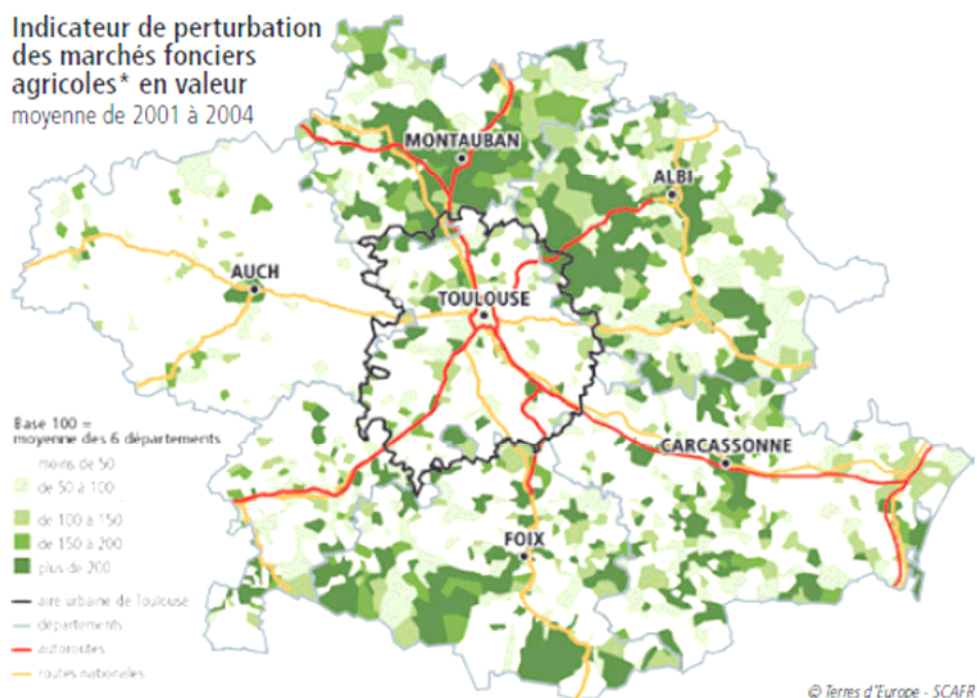 Indicateur de perturbation
des marchés fonciers
agricoles* en valeur
moyenne de 2001 à 2004
MONTAUBAN
ALBI
AUCH
TOULOUSE
CARCASSONNE
FOIX
Base 100 =
moyenne des 6 départements
moins de 50
de 50 à 100
de 100 à 150
de 150 à 200
plus de 200
aire urbaine de Toulouse
départements
autoroutes
routes nationales
© Terres d'Europe - SCAFR